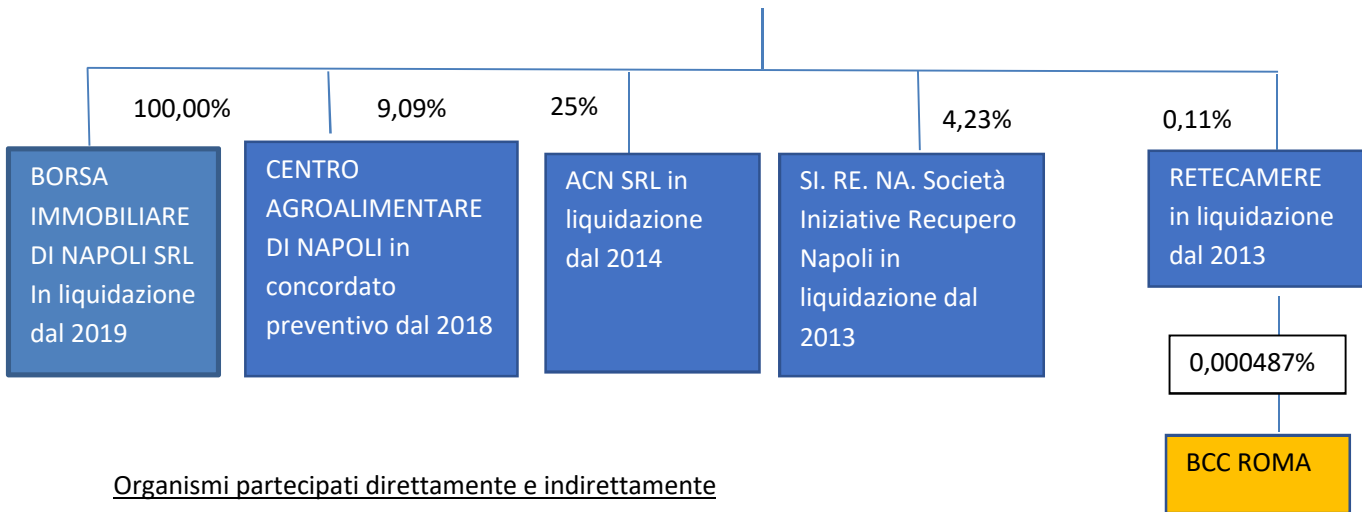 100,00%
9,09%
25%
4,23%
0,11%
BORSA
IMMOBILIARE
DI NAPOLI SRL
In liquidazione
dal 2019
CENTRO
AGROALIMENTARE
DI NAPOLI in
concordato
preventivo dal 2018
ACN SRL in
liquidazione
dal 2014
SI. RE. NA. Società
Iniziative Recupero
Napoli in
liquidazione dal
2013
RETECAMERE
in liquidazione
dal 2013
0,000487%
BCC ROMA
Organismi partecipati direttamente e indirettamente